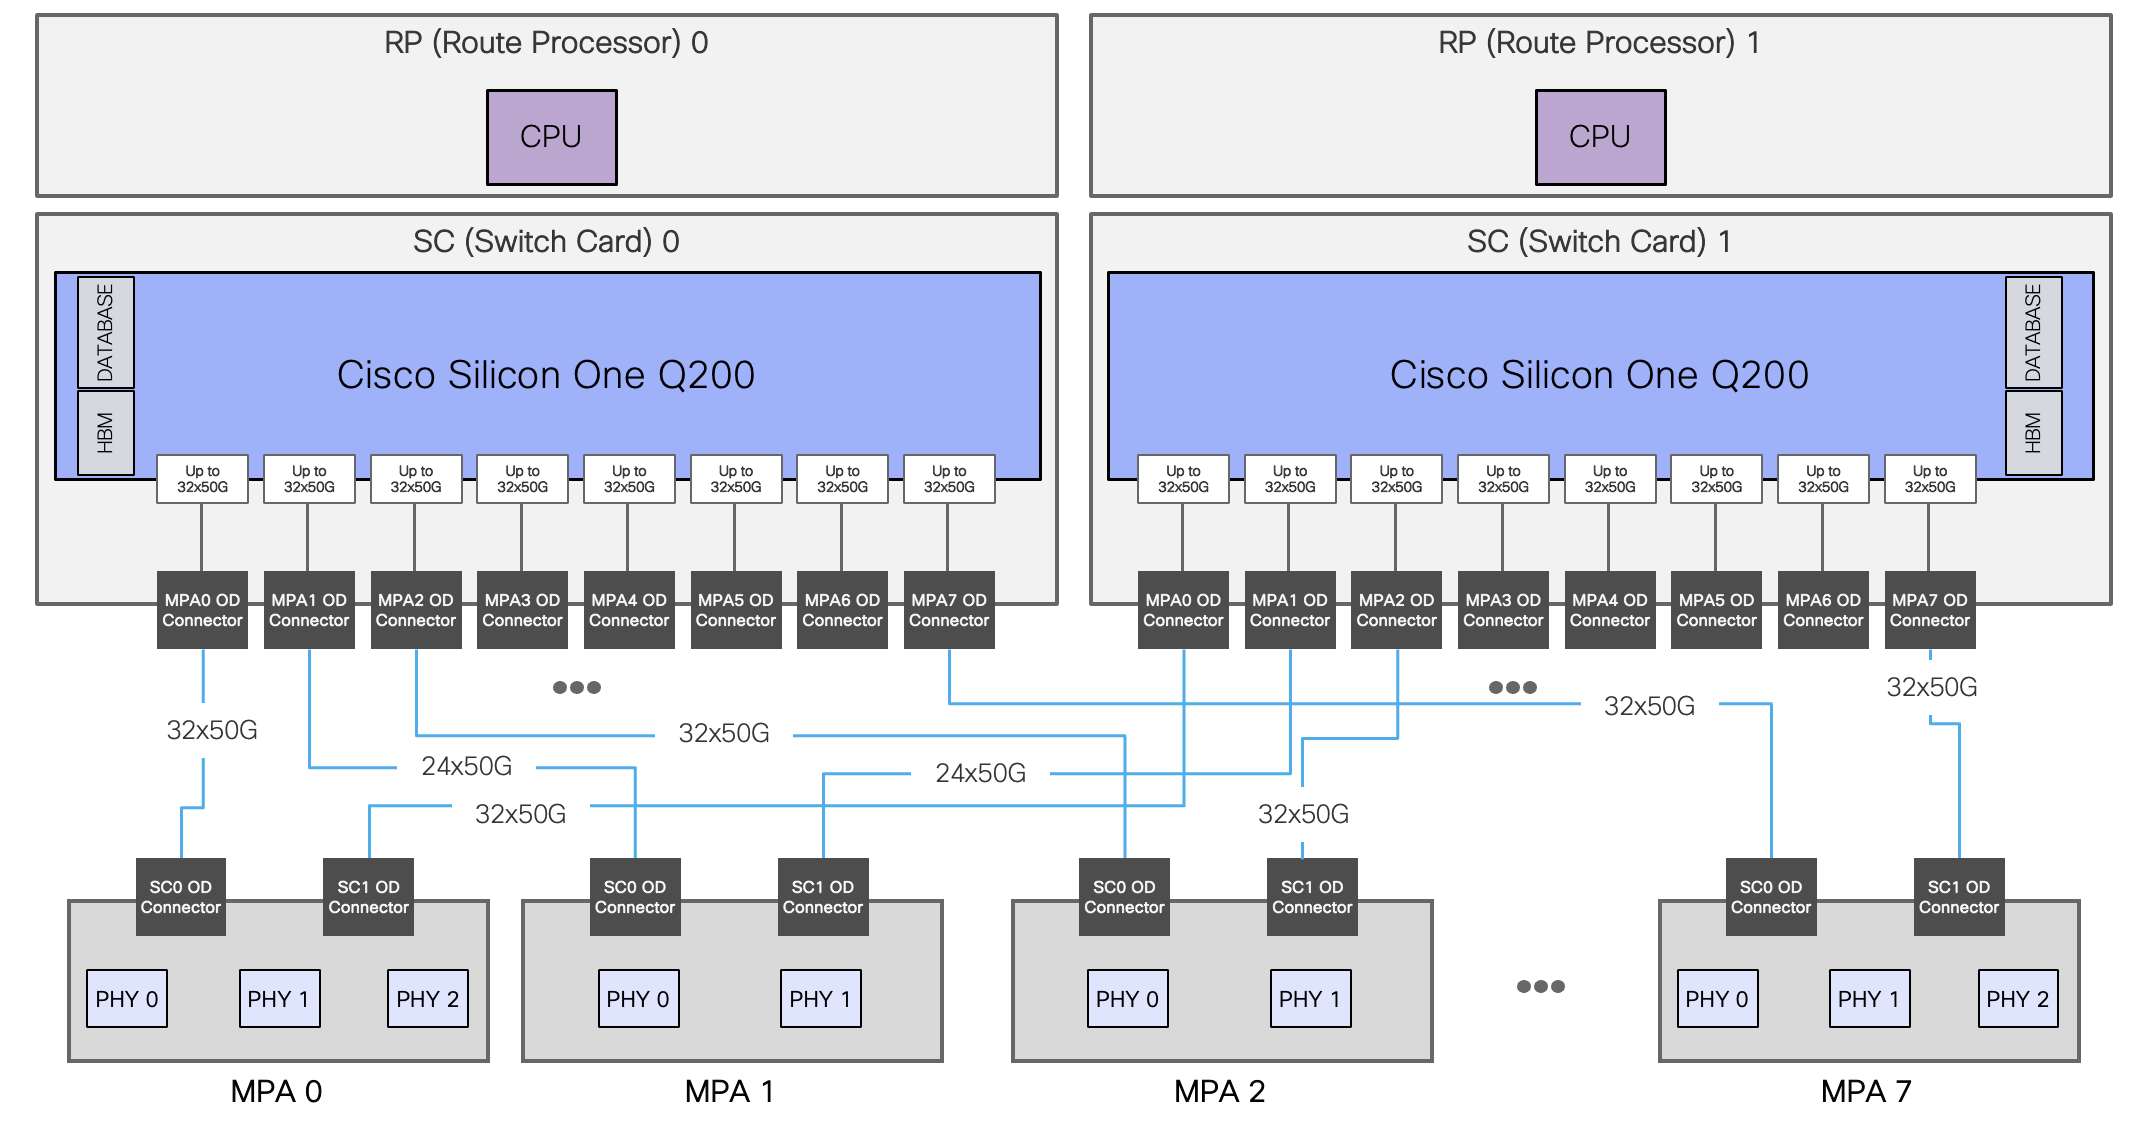 RP (Route Processor) 0
RP (Route Processor) 1
CPU
CPU
SC (Switch Card) 0
SC (Switch Card) 1
DATABASE
HBM
Cisco Silicon One Q200
Cisco Silicon One Q200
DATABASE
HBM
Up to
32x50G
Up to
32x50G
Up to
32x50G
Up to
32x50G
Up to
32x50G
Up to
32x50G
Up to
32x50G
Up to
32x50G
Up to
32x50G
Up to
32x50G
Up to
32x50G
Up to
32x50G
Up to
32x50G
Up to
32x50G
Up to
32x50G
Up to
32x50G
MPA0 OD
Connector
MPA1 OD
Connector
MPA2 OD
Connector
MPA3 OD
Connector
MPA4 OD
Connector
MPA5 OD
Connector
MPA6 OD
Connector
MPA7 OD
Connector
MPA0 OD
Connector
MPA1 OD
Connector
MPA2 OD
Connector
MPA3 OD
Connector
MPA4 OD
Connector
MPA5 OD
Connector
MPA6 OD
Connector
MPA7 OD
Connector
32x50G
32x50G
32x50G
32x50G
24x50G
24x50G
32x50G
32x50G
SC0 OD
Connector
SC1 OD
Connector
SC0 OD
Connector
SC1 OD
Connector
SC0 OD
Connector
SC1 OD
Connector
SC0 OD
Connector
SC1 OD
Connector
PHY 0
PHY 1
PHY 2
PHY 0
PHY 1
PHY 0
PHY 1
PHY 0
PHY 1
PHY 2
MPA 0
MPA 1
MPA 2
MPA 7